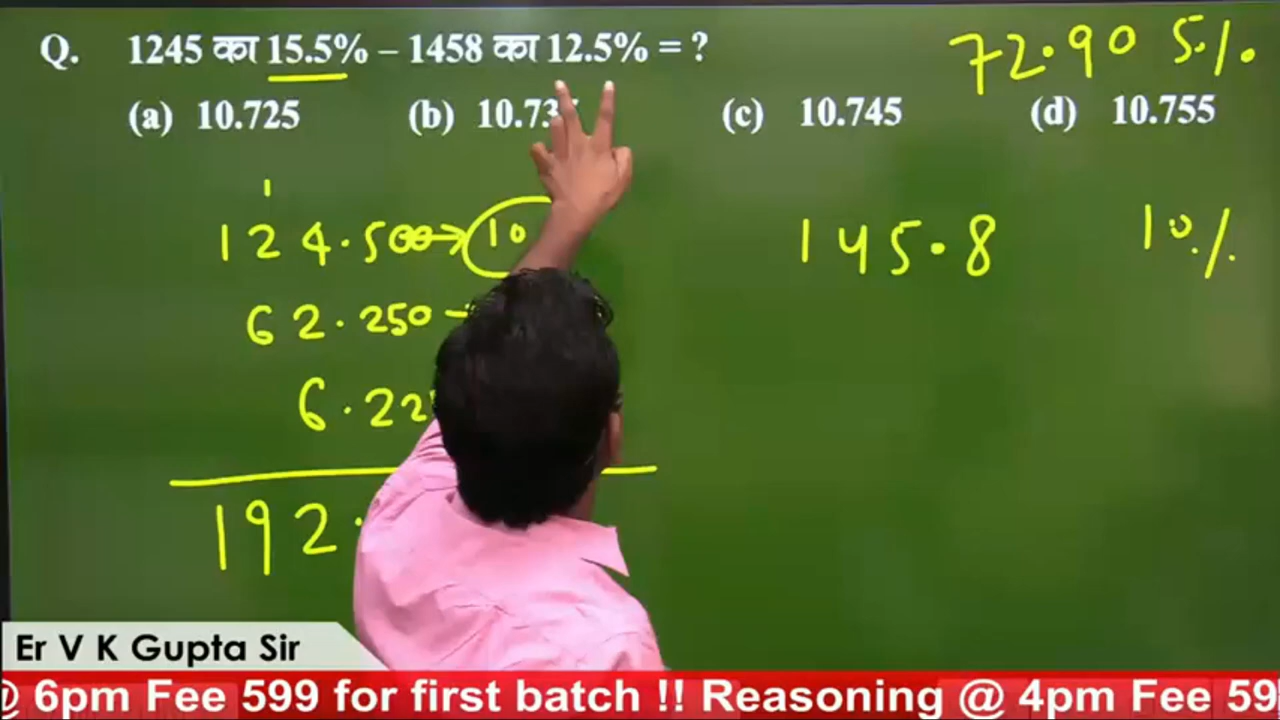 Q. 1245 का 15.5% – 1458 का 12.5% = ?
72.90 5%
(a) 10.725 (b) 10.73 (c) 10.745 (d) 10.755
1
124.500 → 10
145.8 10%
62.250
6.22
192.
Er V K Gupta Sir
@ 6pm Fee 599 for first batch !! Reasoning @ 4pm Fee 59